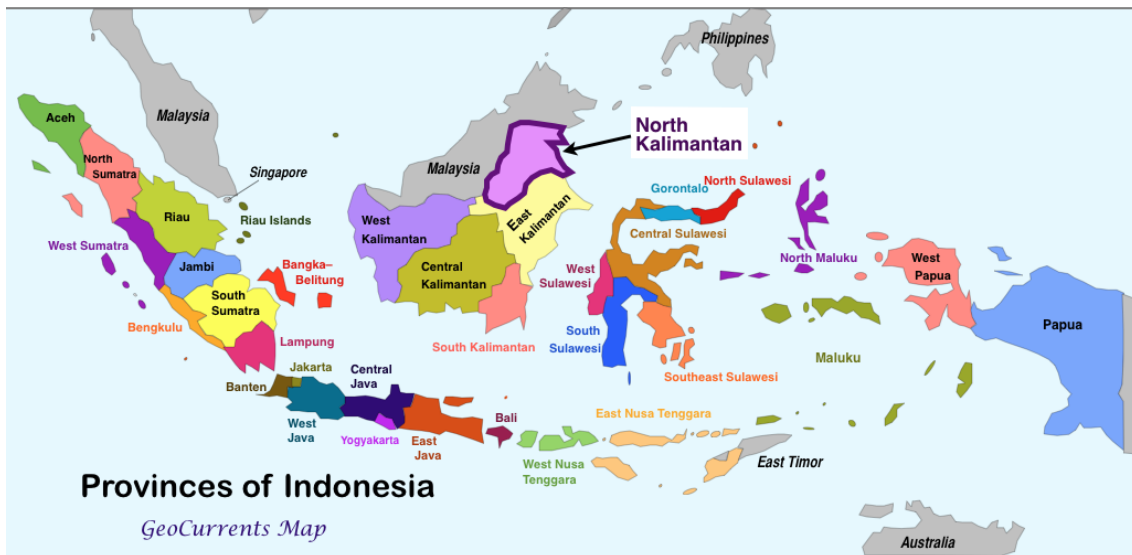 Philippines
Aceh
Malaysia
North
Kalimantan
North
Sumatra
Malaysia
Singapore
North Sulawesi
Gorontalo
Riau
Riau Islands
West
Kalimantan
East
Kalimantan
Central Sulawesi
West Sumatra
North Maluku
West
Papua
Jambi
Bangka–
Belitung
Central
Kalimantan
West
Sulawesi
South
Sumatra
Bengkulu
Papua
South
Sulawesi
Lampung
South Kalimantan
Maluku
Jakarta
Central
Java
Southeast Sulawesi
Banten
West
Java
Yogyakarta
East
Java
Bali
East Nusa Tenggara
West Nusa
Tenggara
East Timor
Provinces of Indonesia
GeoCurrents Map
Australia